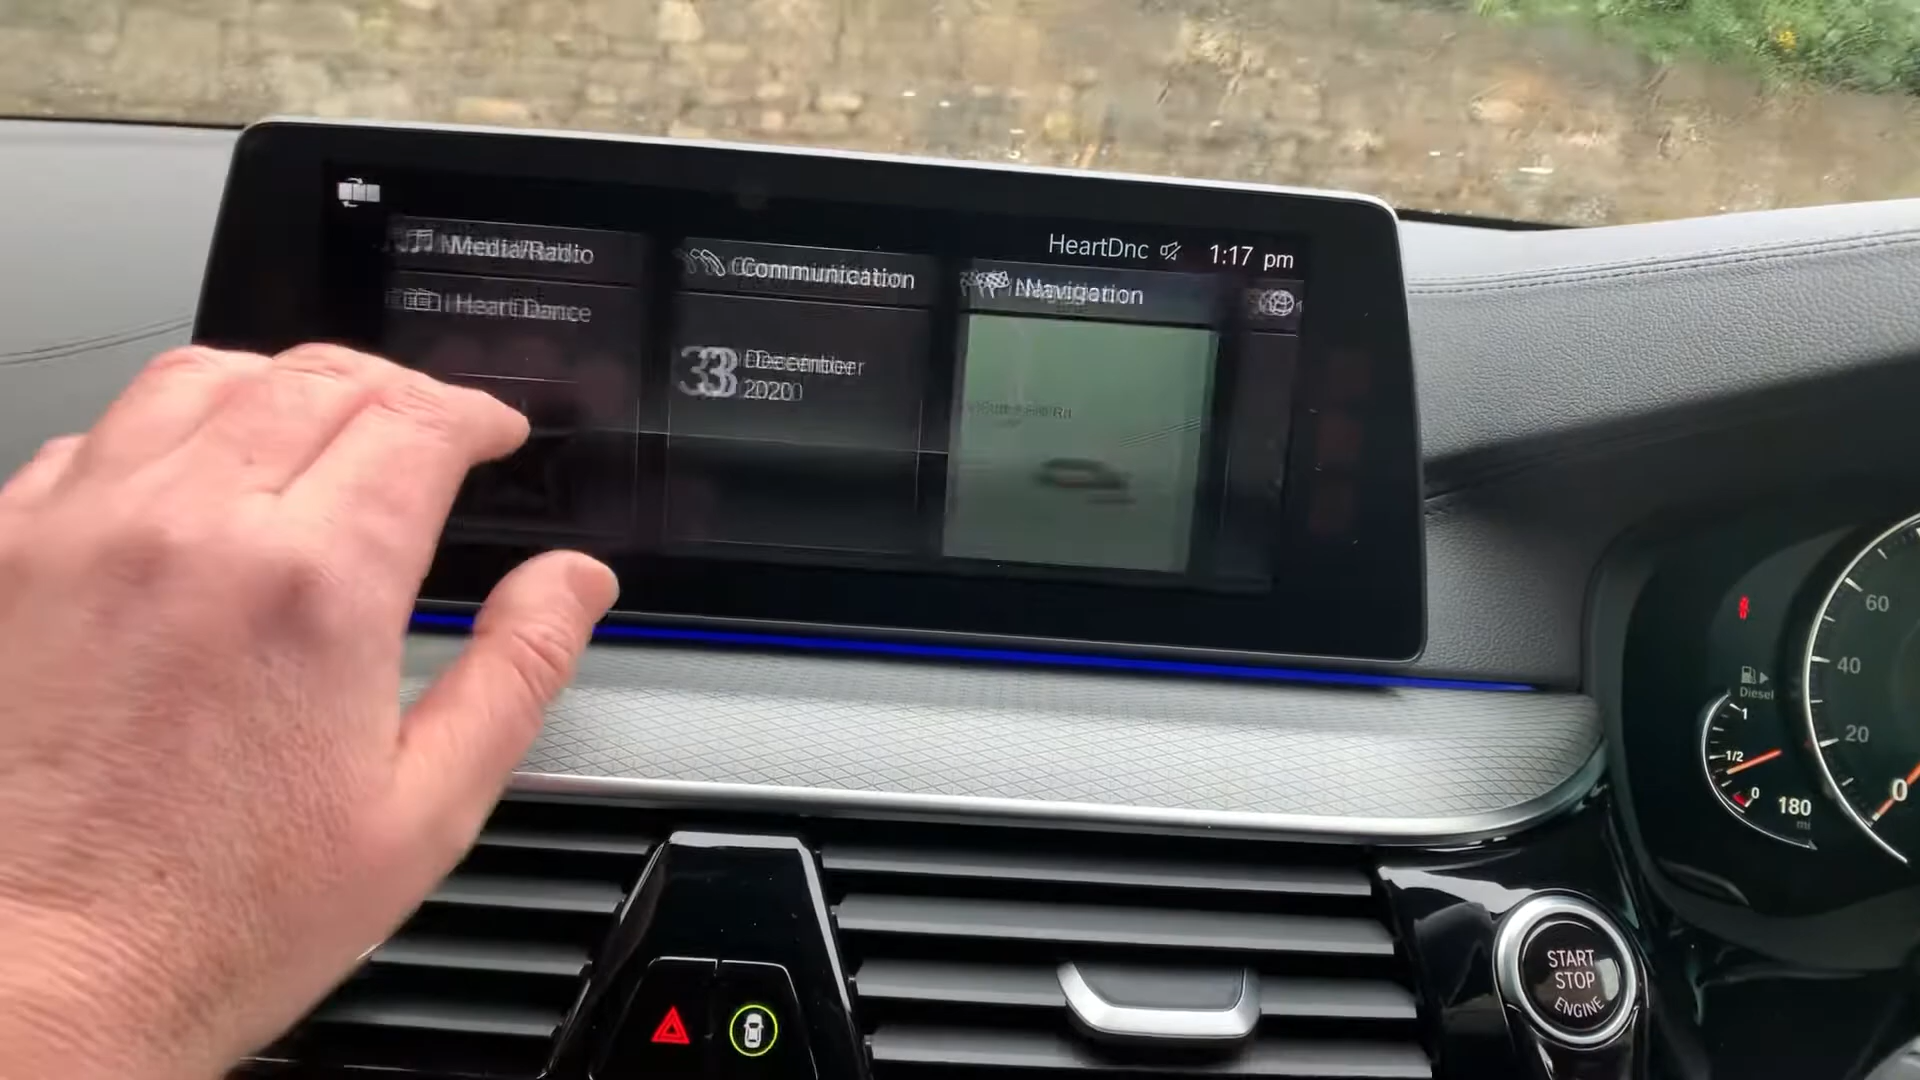 HeartDnc 1:17 pm
Media/Radio
Heart Dance
Communication
3 December
2020
Navigation
60
40
20
0
Diesel
1
1/2
0
180
mi
START
STOP
ENGINE